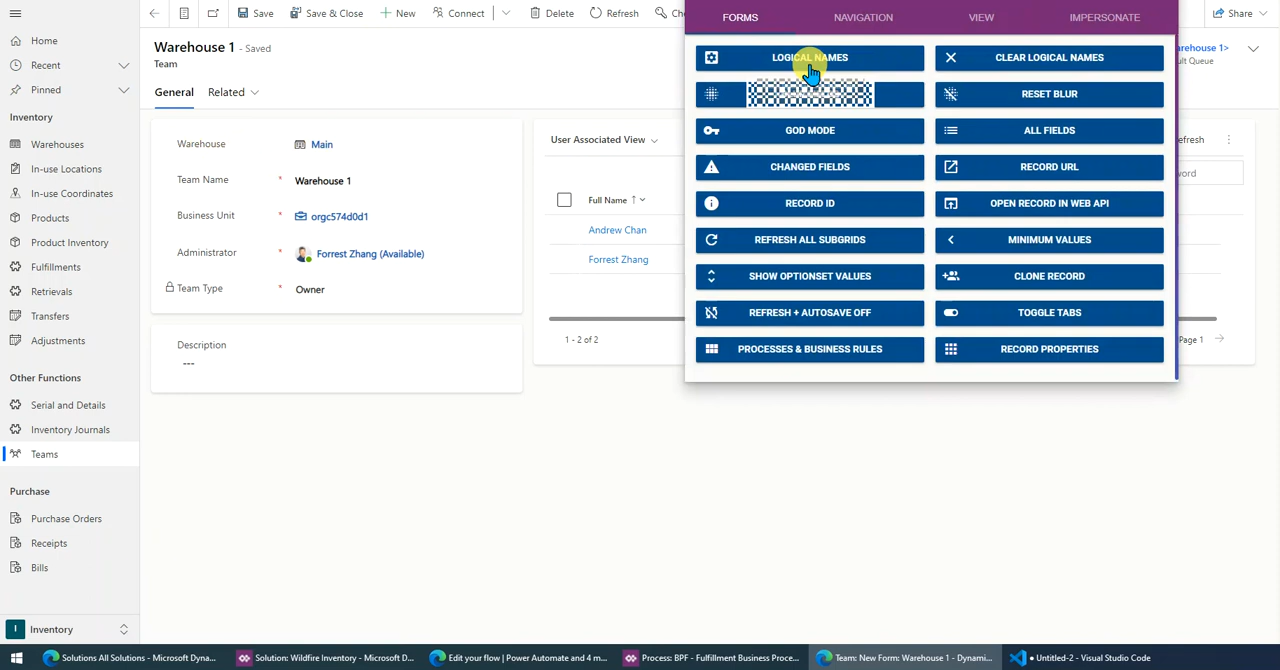 Save
Save & Close
New
Connect
Delete
Refresh
Share
FORMS
NAVIGATION
VIEW
IMPERSONATE
Home
Recent
Pinned
Inventory
Warehouses
In-use Locations
In-use Coordinates
Products
Product Inventory
Fulfillments
Retrievals
Transfers
Adjustments
Other Functions
Serial and Details
Inventory Journals
Teams
Purchase
Purchase Orders
Receipts
Bills
I Inventory
Warehouse 1 - Saved
Team
General
Related
Warehouse
Main
Team Name
* Warehouse 1
Business Unit
* orgc574d0d1
Administrator
* Forrest Zhang (Available)
Team Type
* Owner
Description
---
User Associated View
Full Name ↑
Andrew Chan
Forrest Zhang
1 - 2 of 2
Page 1
LOGICAL NAMES
CLEAR LOGICAL NAMES
RESET BLUR
GOD MODE
ALL FIELDS
CHANGED FIELDS
RECORD URL
RECORD ID
OPEN RECORD IN WEB API
REFRESH ALL SUBGRIDS
MINIMUM VALUES
SHOW OPTIONSET VALUES
CLONE RECORD
REFRESH + AUTOSAVE OFF
TOGGLE TABS
PROCESSES & BUSINESS RULES
RECORD PROPERTIES
Solutions All Solutions - Microsoft Dyna...
Solution: Wildfire Inventory - Microsoft D...
Edit your flow | Power Automate and 4 m...
Process: BPF - Fulfillment Business Proce...
Team: New Form: Warehouse 1 - Dynami...
● Untitled-2 - Visual Studio Code